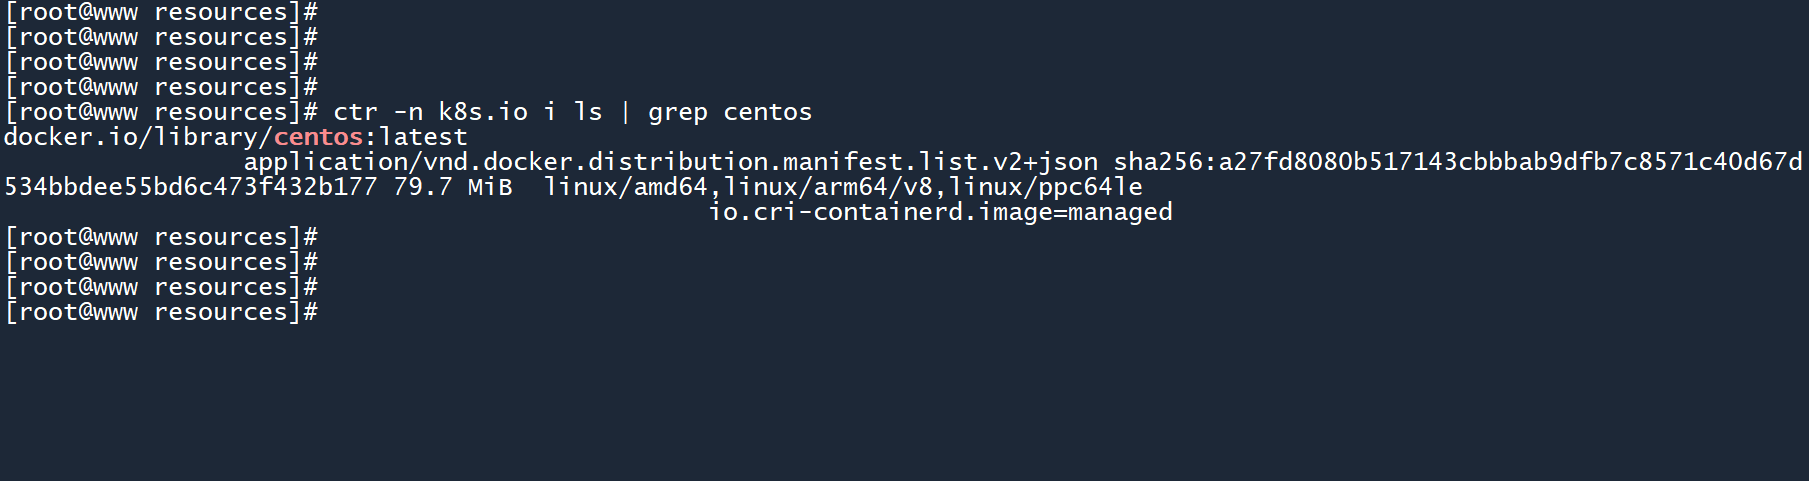 [root@www resources]#
[root@www resources]#
[root@www resources]#
[root@www resources]#
[root@www resources]# ctr -n k8s.io i ls | grep centos
docker.io/library/centos:latest
application/vnd.docker.distribution.manifest.list.v2+json sha256:a27fd8080b517143cbbbab9dfb7c8571c40d67d
534bbdee55bd6c473f432b177 79.7 MiB  linux/amd64,linux/arm64/v8,linux/ppc64le
io.cri-containerd.image=managed
[root@www resources]#
[root@www resources]#
[root@www resources]#
[root@www resources]#